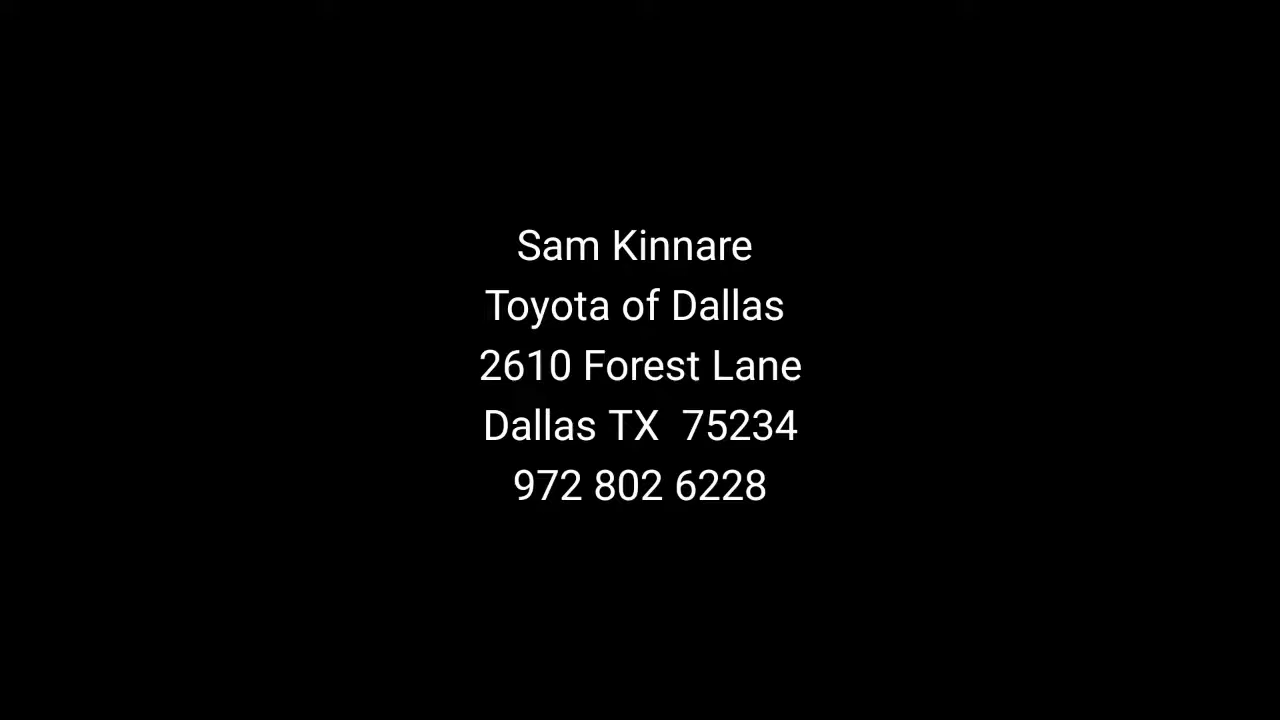 Sam Kinnare
Toyota of Dallas
2610 Forest Lane
Dallas TX  75234
972 802 6228